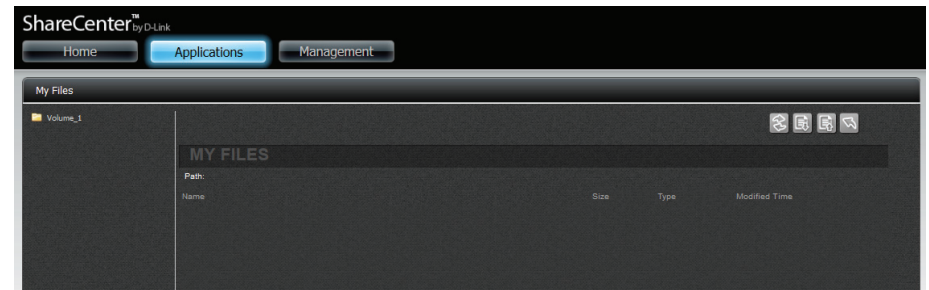 ShareCenter™ by D-Link
Home Applications Management
My Files
Volume_1
MY FILES
Path:
Name Size Type Modified Time